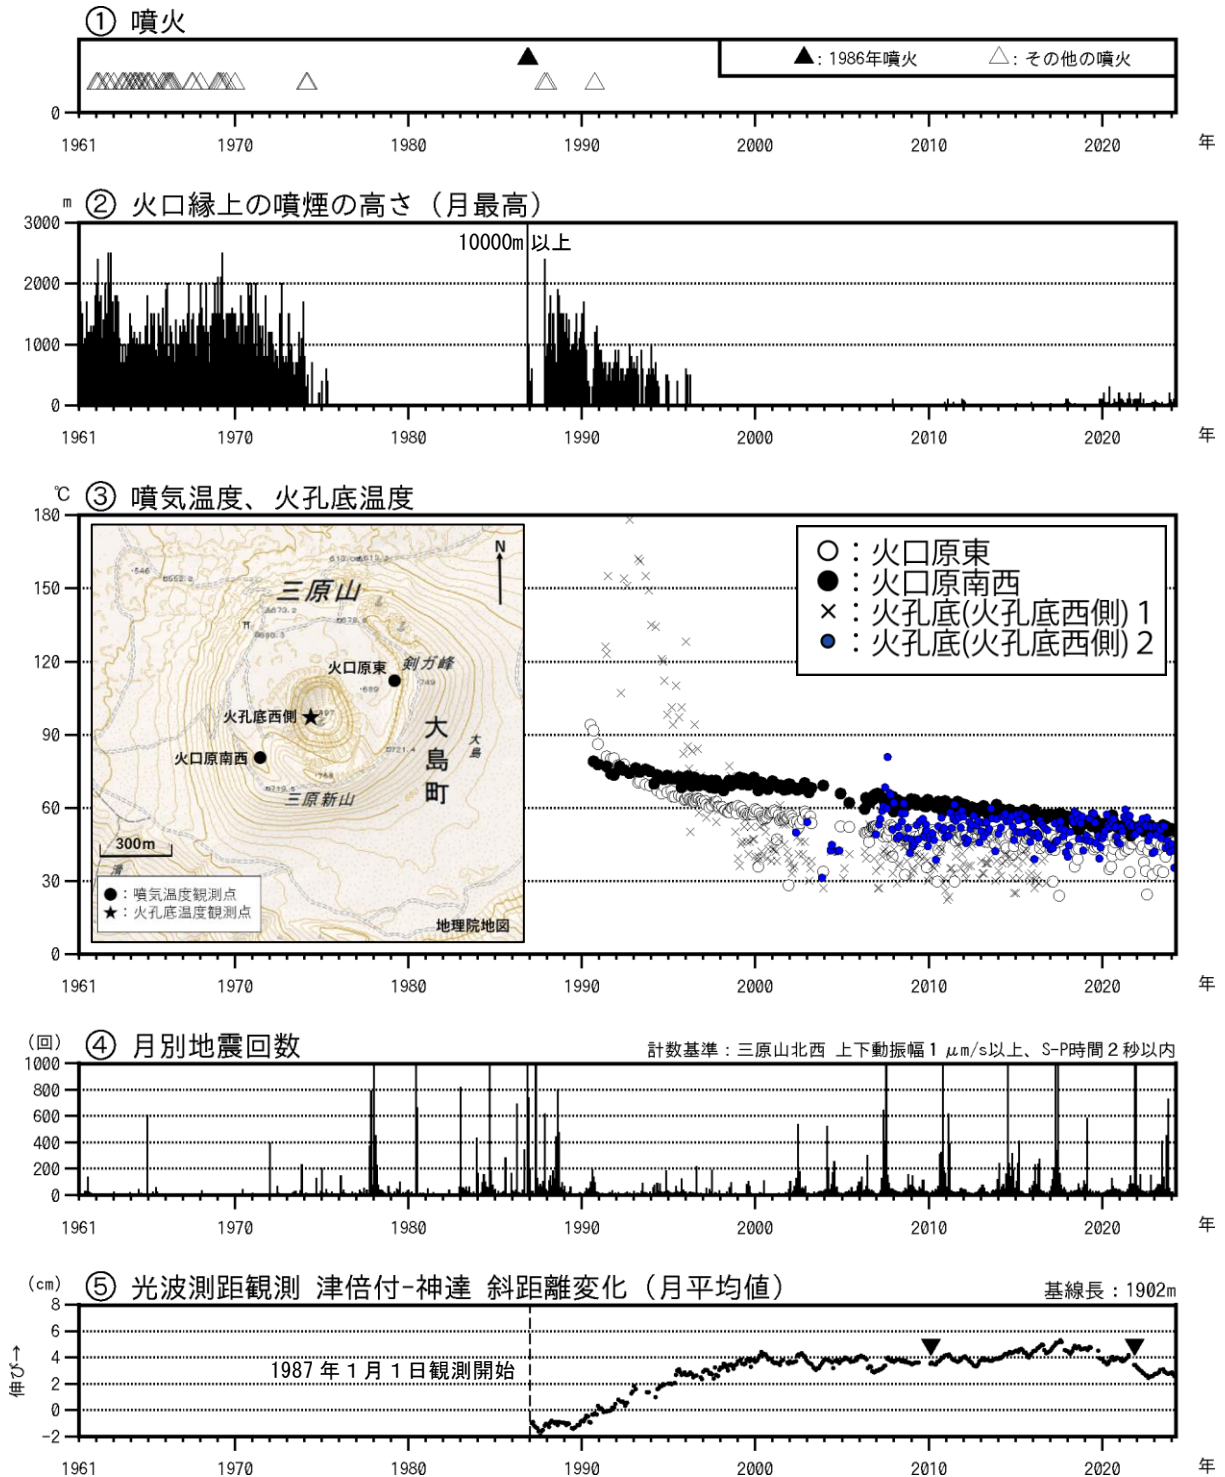 ① 噴火
▲：1986年噴火 △：その他の噴火
0
1961 1970 1980 1990 2000 2010 2020 年
m ② 火口縁上の噴煙の高さ（月最高）
3000
10000m以上
2000
1000
0
1961 1970 1980 1990 2000 2010 2020 年
℃ ③ 噴気温度、火孔底温度
180
150
120
90
60
30
0
○：火口原東
●：火口原南西
×：火孔底(火孔底西側)1
●：火孔底(火孔底西側)2
N
三原山
火口原東 剣ガ峰
火孔底西側
火口原南西
大島町
大島
三原新山
300m
●：噴気温度観測点
★：火孔底温度観測点
地理院地図
1961 1970 1980 1990 2000 2010 2020 年
(回) ④ 月別地震回数
計数基準：三原山北西 上下動振幅1μm/s以上、S-P時間2秒以内
1000
800
600
400
200
0
1961 1970 1980 1990 2000 2010 2020 年
(cm) ⑤ 光波測距観測 津倍付-神達 斜距離変化（月平均値）
基線長：1902m
8
6
4
2
0
-2
伸び→
1987年1月1日観測開始
1961 1970 1980 1990 2000 2010 2020 年